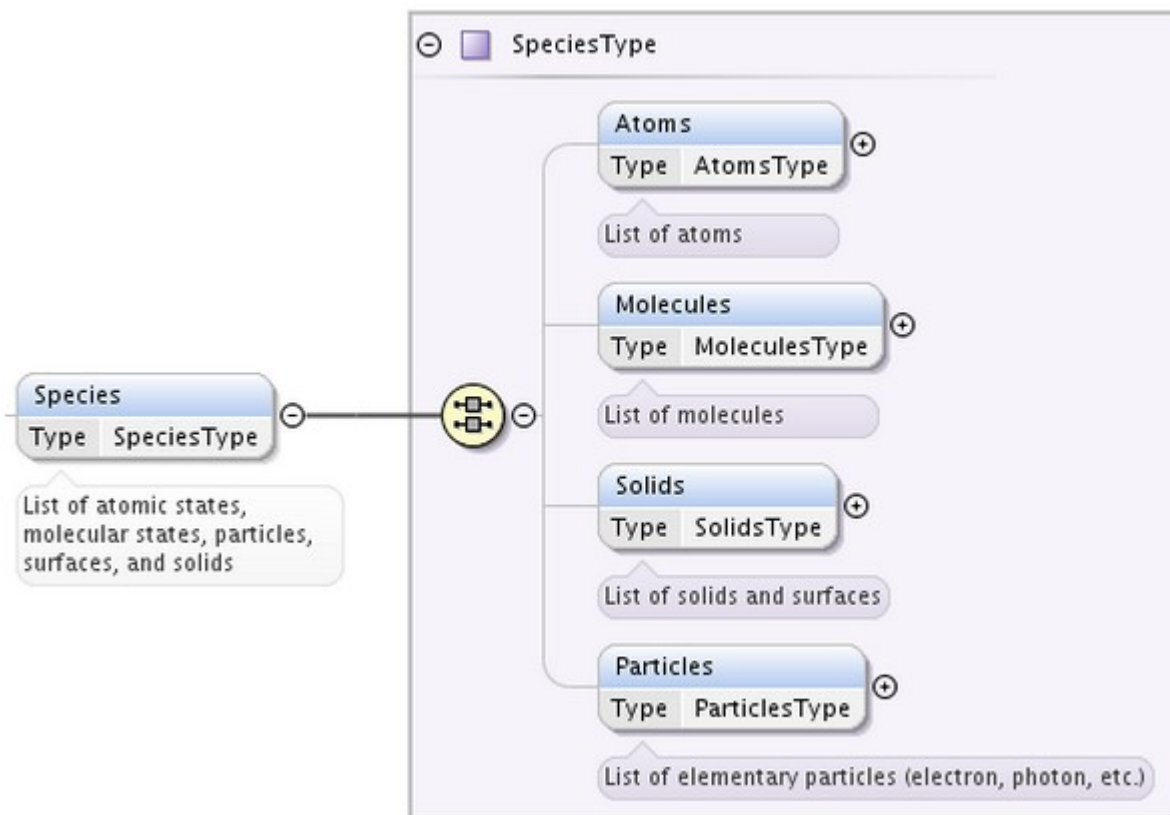 SpeciesType
Atoms
Type AtomsType
List of atoms
Molecules
Type MoleculesType
List of molecules
Species
Type SpeciesType
List of atomic states,
molecular states, particles,
surfaces, and solids
Solids
Type SolidsType
List of solids and surfaces
Particles
Type ParticlesType
List of elementary particles (electron, photon, etc.)